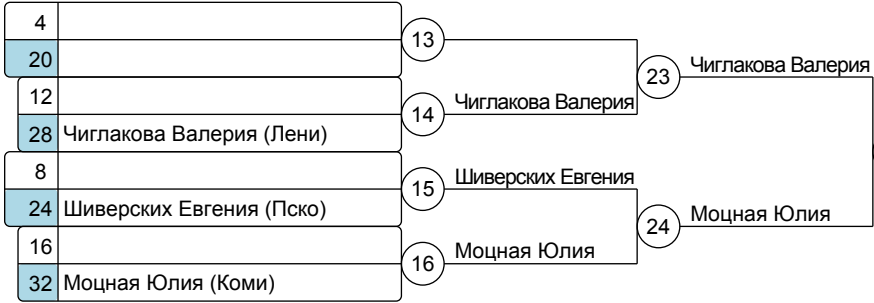 4
13
20
23
Чиглакова Валерия
12
14
Чиглакова Валерия
28 Чиглакова Валерия (Лени)
8
15
Шиверских Евгения
24 Шиверских Евгения (Пско)
24
Моцная Юлия
16
16
Моцная Юлия
32 Моцная Юлия (Коми)